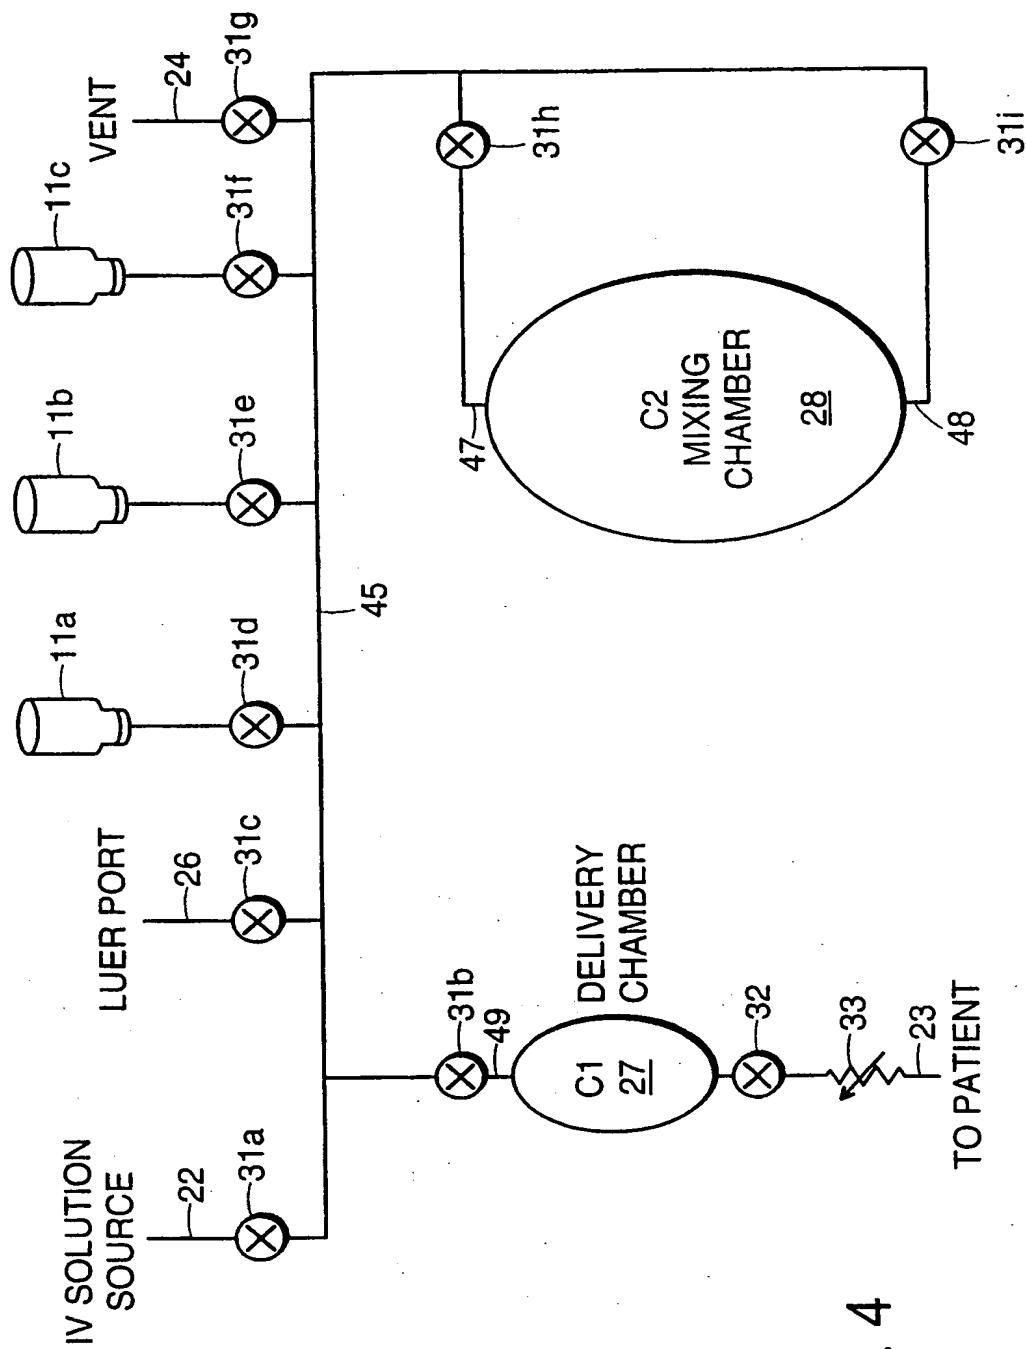 IV SOLUTION
SOURCE
22
31a
LUER PORT
26
31c
11a
31d
11b
31e
11c
31f
VENT
24
31g
45
31b
49
C1
27
DELIVERY
CHAMBER
32
33
23
TO PATIENT
47
C2
MIXING
CHAMBER
28
48
31h
31i
4